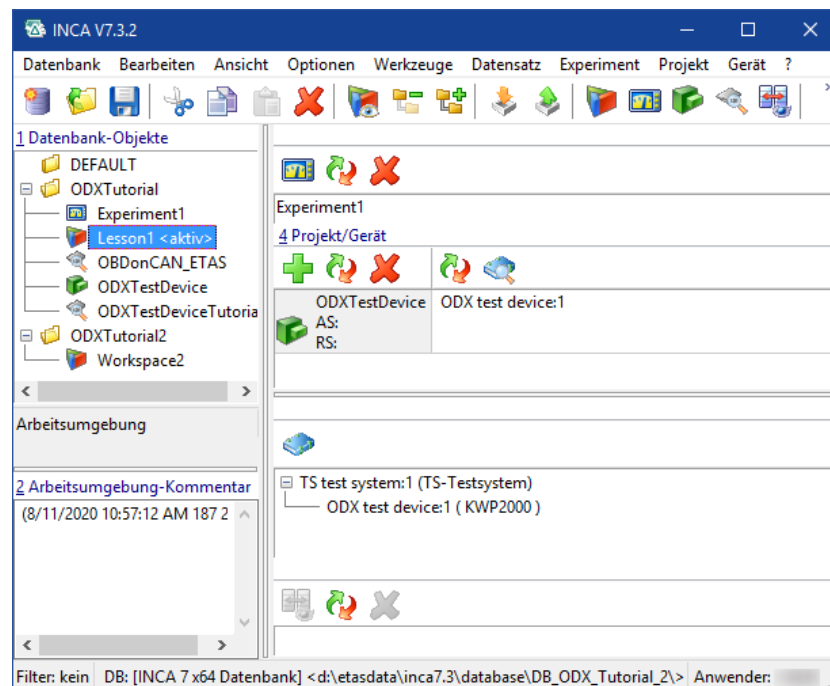 INCA V7.3.2
Datenbank Bearbeiten Ansicht Optionen Werkzeuge Datensatz Experiment Projekt Gerät ?
1 Datenbank-Objekte
DEFAULT
ODXTutorial
Experiment1
Lesson1 <aktiv>
OBDonCAN_ETAS
ODXTestDevice
ODXTestDeviceTutoria
ODXTutorial2
Workspace2
Arbeitsumgebung
2 Arbeitsumgebung-Kommentar
(8/11/2020 10:57:12 AM 187 2
Experiment1
4 Projekt/Gerät
ODXTestDevice ODX test device:1
AS:
RS:
TS test system:1 (TS-Testsystem)
ODX test device:1 ( KWP2000 )
Filter: kein DB: [INCA 7 x64 Datenbank] <d:\etasdata\inca7.3\database\DB_ODX_Tutorial_2\> Anwender: